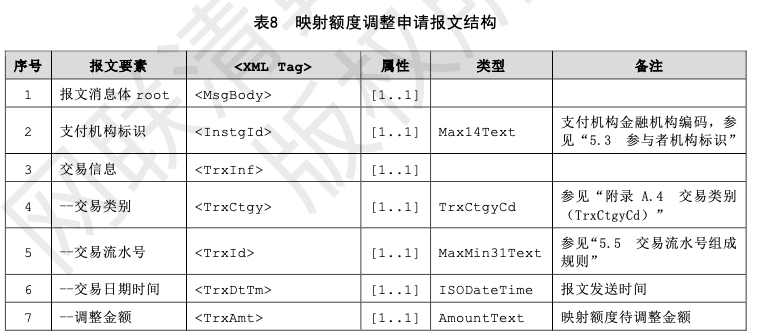 表8 映射额度调整申请报文结构
序号 报文要素 <XML Tag> 属性 类型 备注
1 报文消息体 root <MsgBody> [1..1]
2 支付机构标识 <InstgId> [1..1] Max14Text 支付机构金融机构编码，参
见“5.3 参与者机构标识”
3 交易信息 <TrxInf> [1..1]
4 --交易类别 <TrxCtgy> [1..1] TrxCtgyCd 参见“附录 A.4 交易类别
（TrxCtgyCd）”
5 --交易流水号 <TrxId> [1..1] MaxMin31Text 参见“5.5 交易流水号组成
规则”
6 --交易日期时间 <TrxDtTm> [1..1] ISODateTime 报文发送时间
7 --调整金额 <TrxAmt> [1..1] AmountText 映射额度待调整金额
网联清
版权所